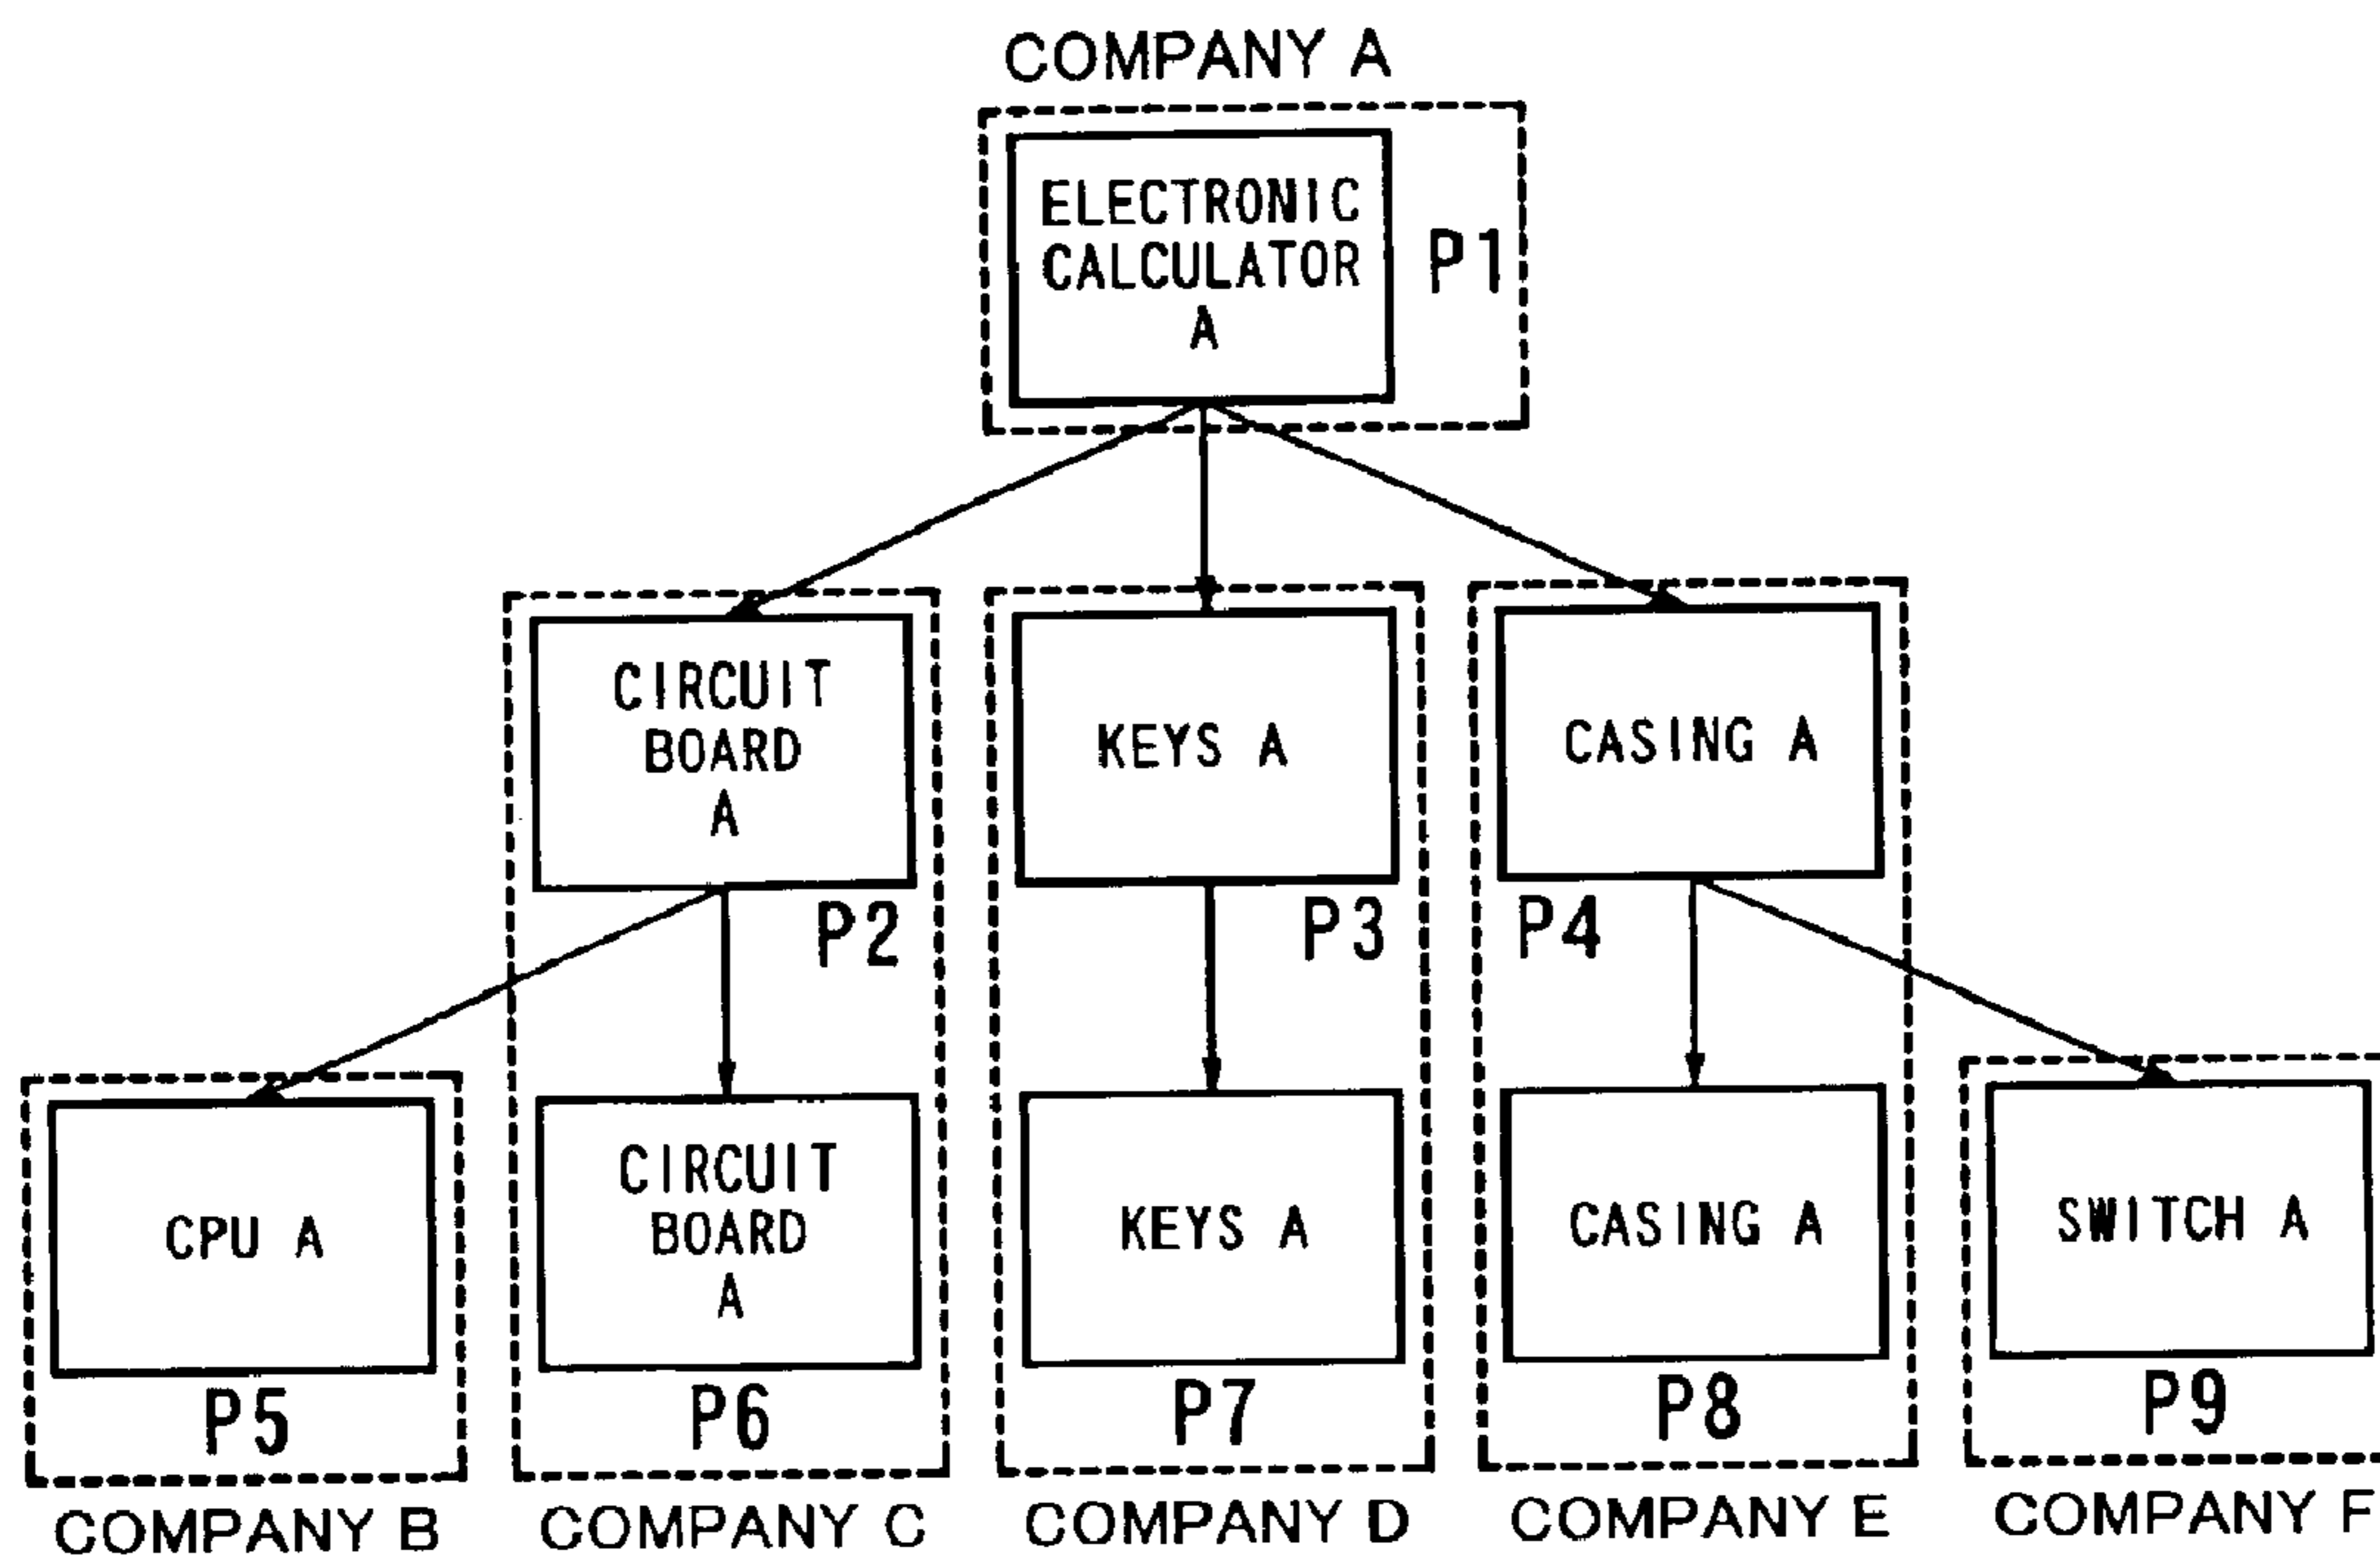 COMPANY A
ELECTRONIC
CALCULATOR
A
P1
CIRCUIT
BOARD
A
P2
KEYS A
P3
CASING A
P4
CPU A
P5
CIRCUIT
BOARD
A
P6
KEYS A
P7
CASING A
P8
SWITCH A
P9
COMPANY B
COMPANY C
COMPANY D
COMPANY E
COMPANY F